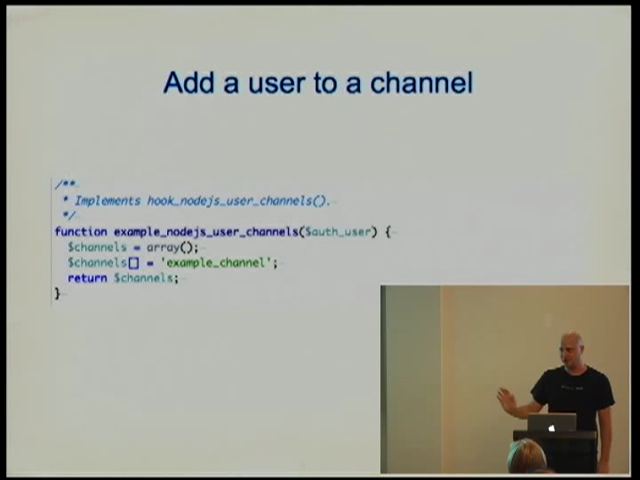 Add a user to a channel
/**
* Implements hook_nodejs_user_channels().
*/
function example_nodejs_user_channels($auth_user) {
$channels = array();
$channels[] = 'example_channel';
return $channels;
}